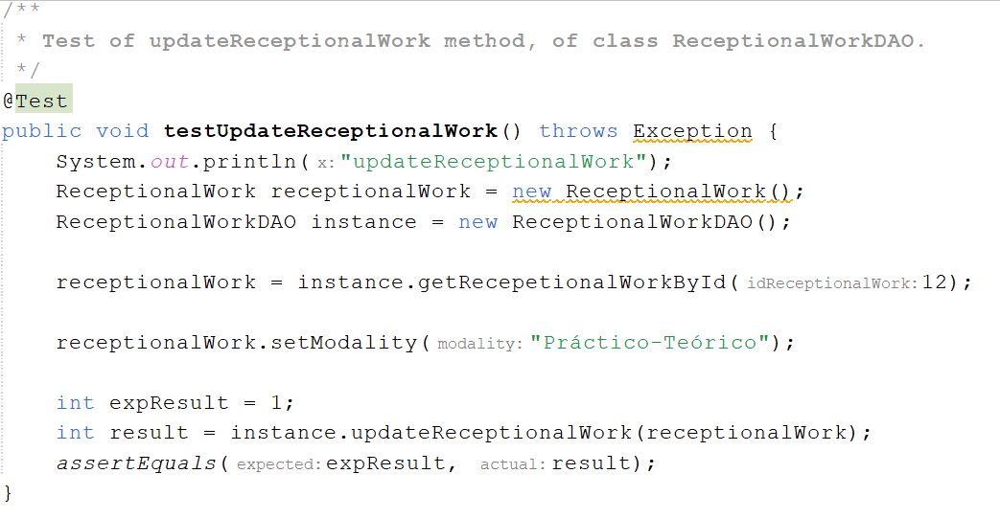 /**
 * Test of updateReceptionalWork method, of class ReceptionalWorkDAO.
 */
@Test
public void testUpdateReceptionalWork() throws Exception {
    System.out.println( x: "updateReceptionalWork");
    ReceptionalWork receptionalWork = new ReceptionalWork();
    ReceptionalWorkDAO instance = new ReceptionalWorkDAO();
    receptionalWork = instance.getRecepetionalWorkById( idReceptionalWork: 12);
    receptionalWork.setModality( modality: "Práctico-Teórico");
    int expResult = 1;
    int result = instance.updateReceptionalWork(receptionalWork);
    assertEquals( expected: expResult, actual: result);
}